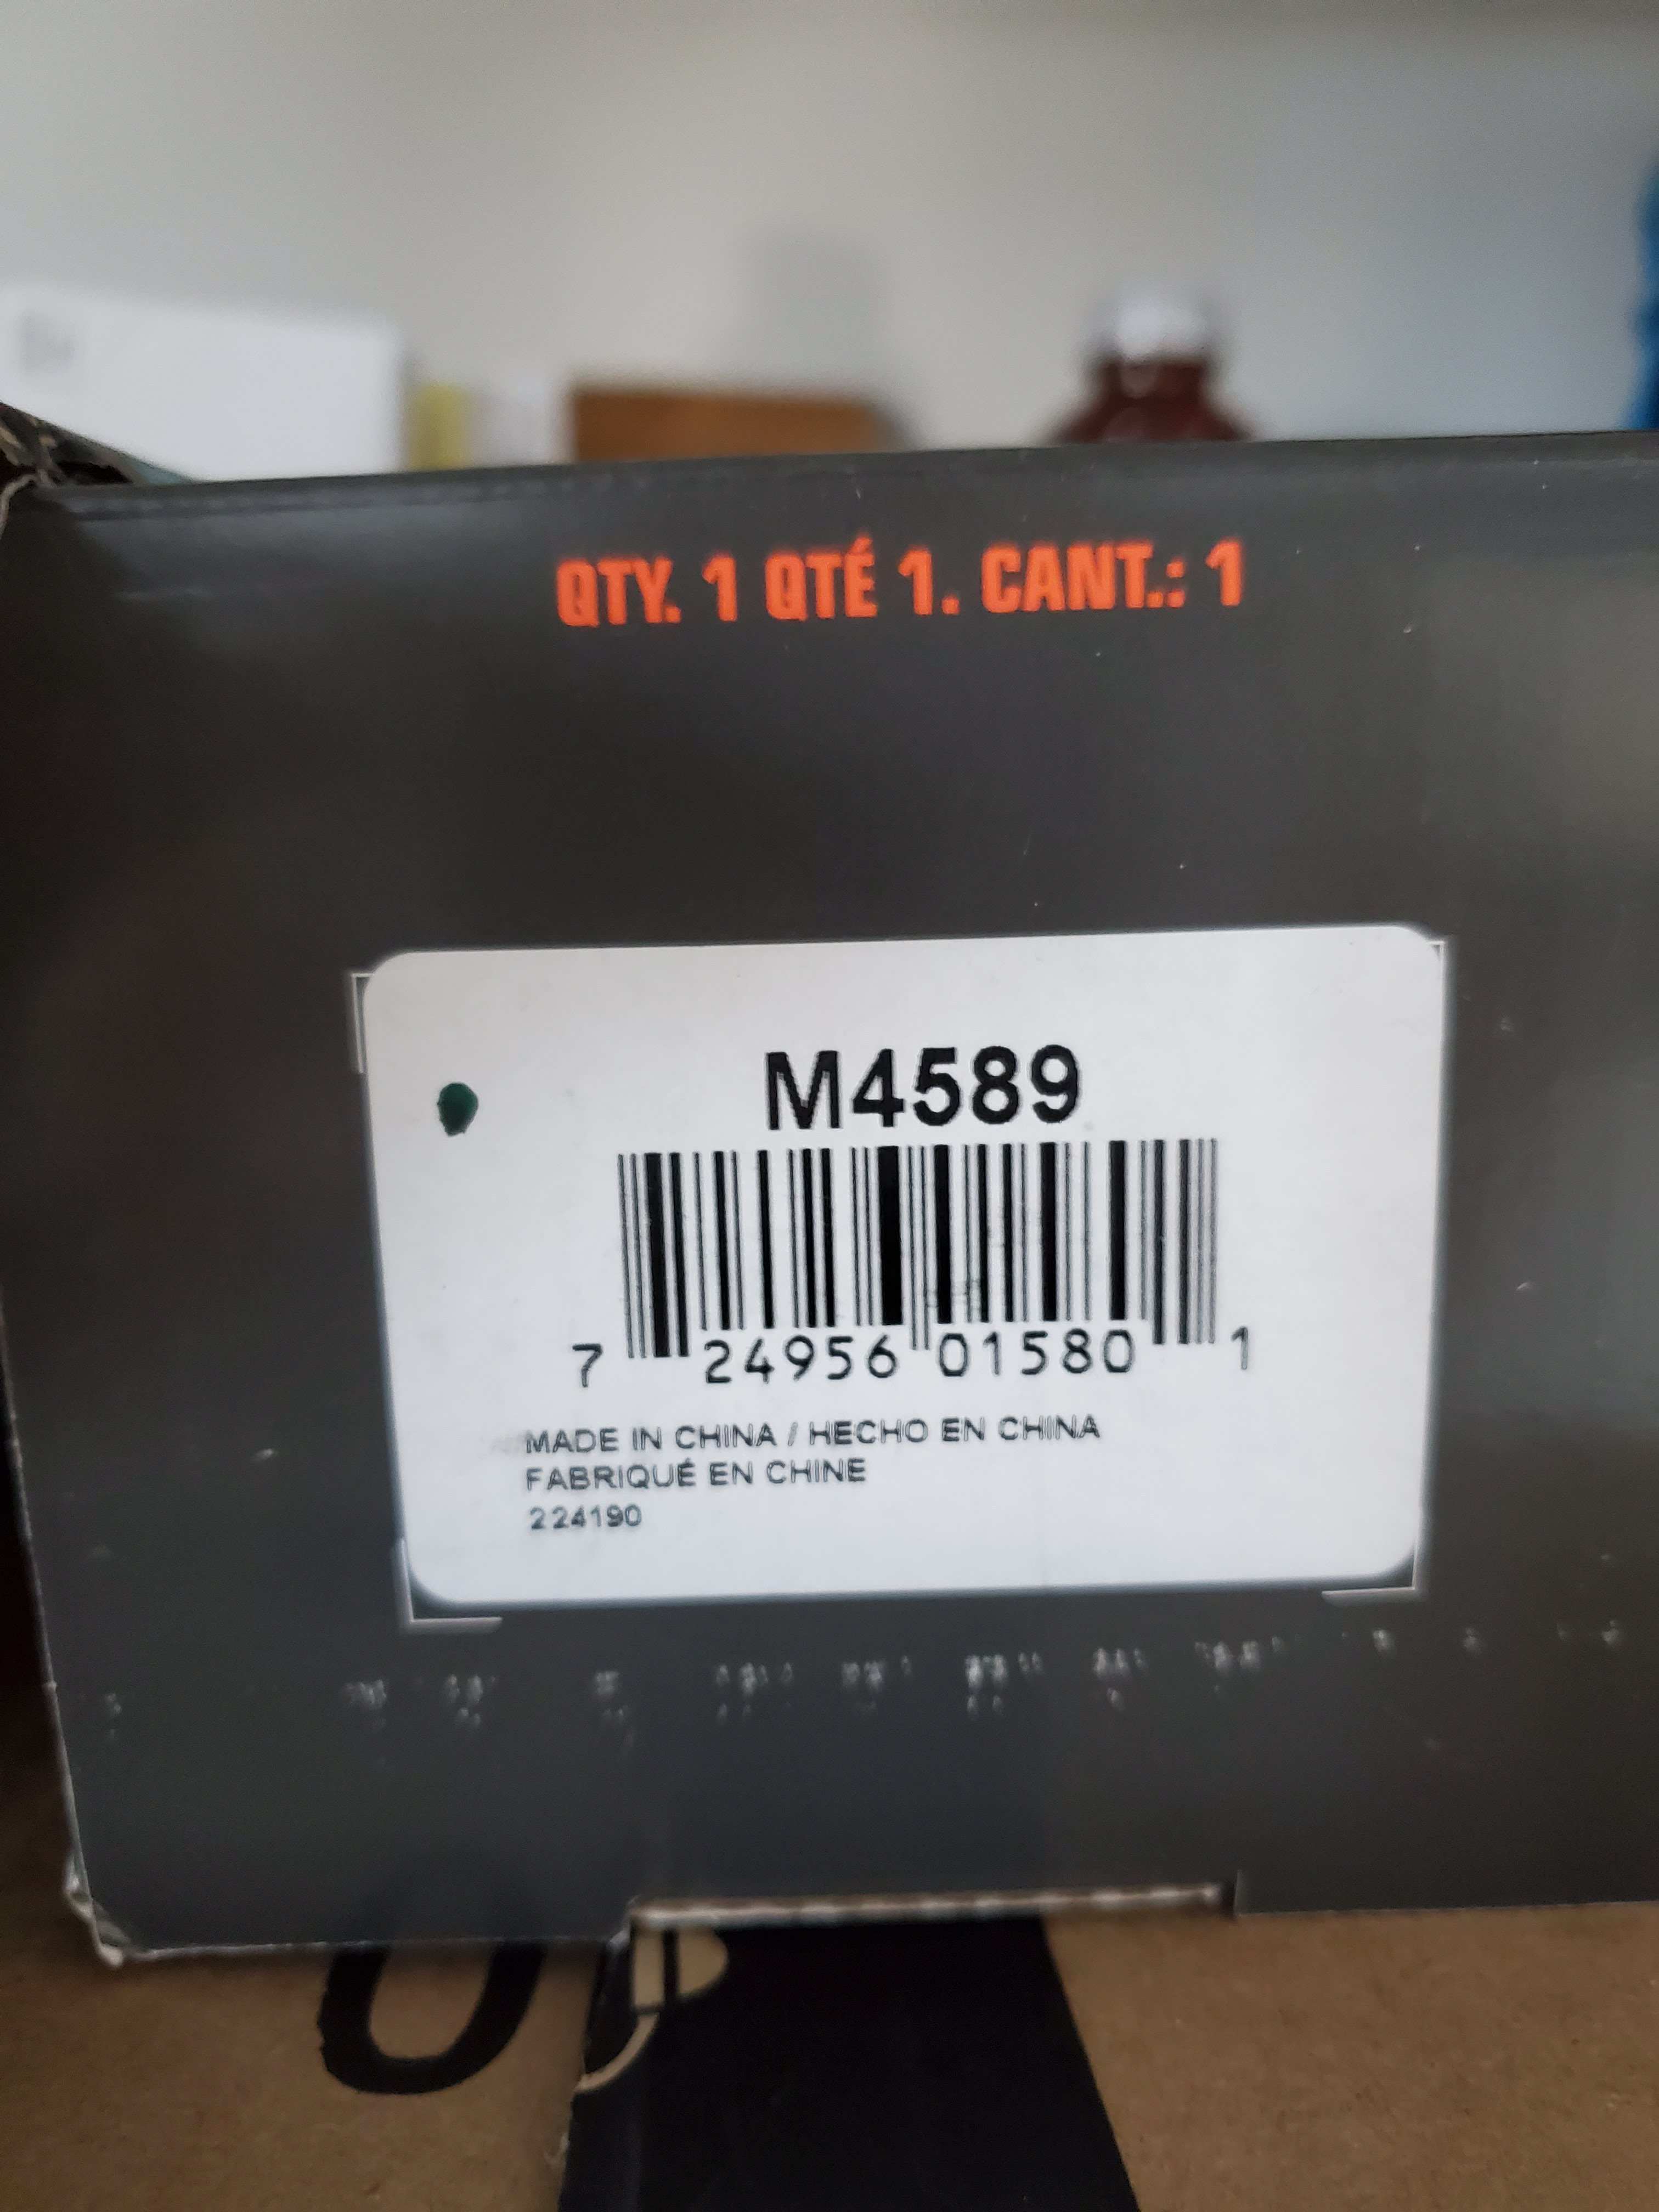 QTY. 1 QTÉ 1. CANT.: 1
M4589
7 24956 01580 1
MADE IN CHINA / HECHO EN CHINA
FABRIQUÉ EN CHINE
224190